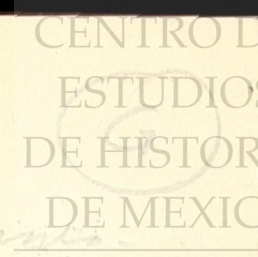 CENTRO D
ESTUDIOS
DE HISTOR
DE MEXIC